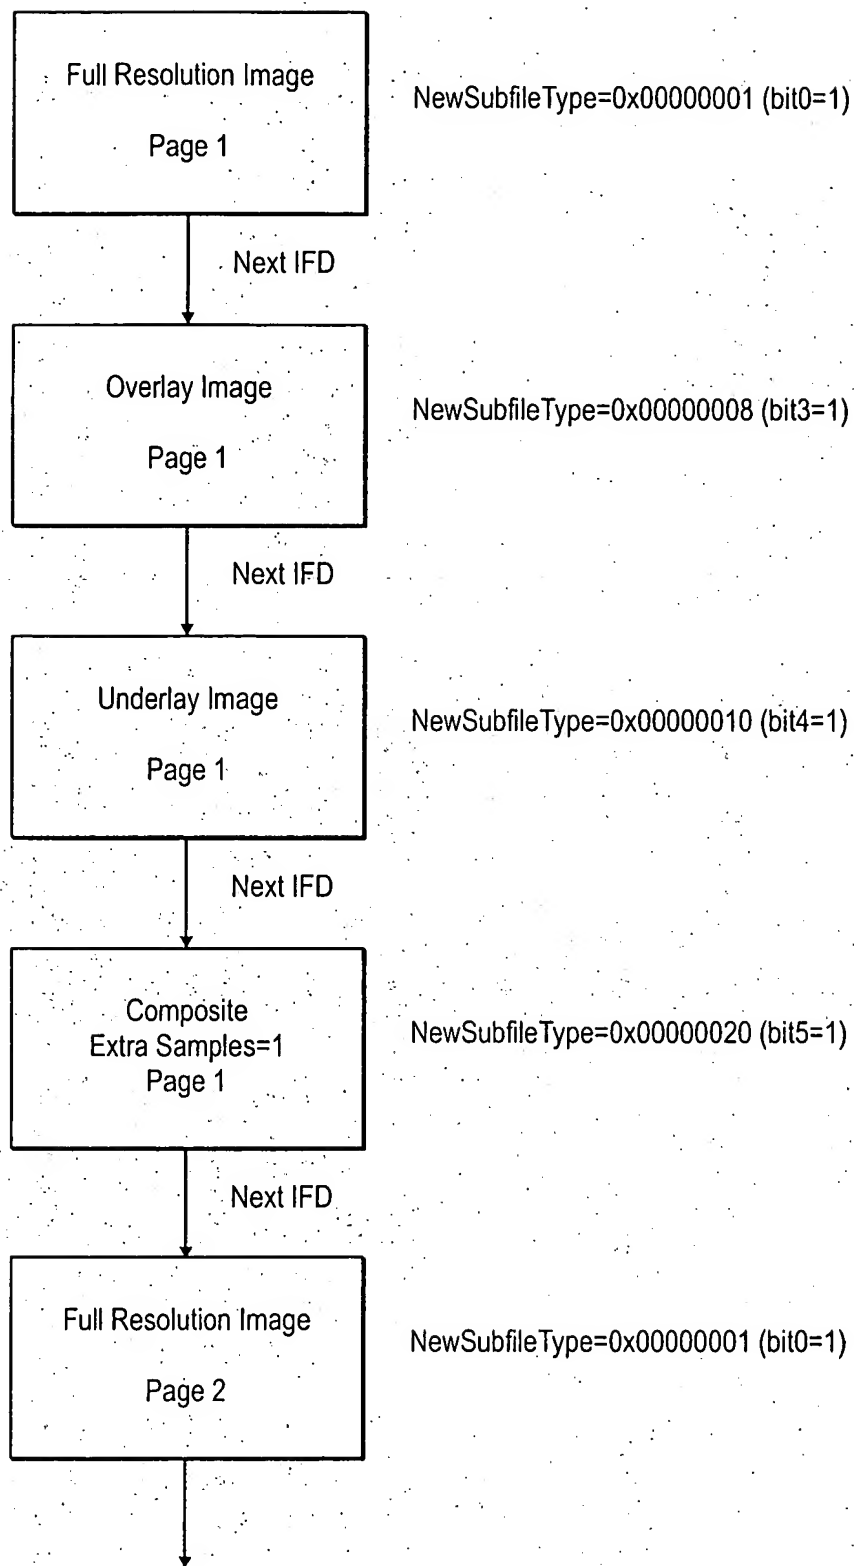 Full Resolution Image
Page 1
NewSubfileType=0x00000001 (bit0=1)
Next IFD
Overlay Image
Page 1
NewSubfileType=0x00000008 (bit3=1)
Next IFD
Underlay Image
Page 1
NewSubfileType=0x00000010 (bit4=1)
Next IFD
Composite
Extra Samples=1
Page 1
NewSubfileType=0x00000020 (bit5=1)
Next IFD
Full Resolution Image
Page 2
NewSubfileType=0x00000001 (bit0=1)